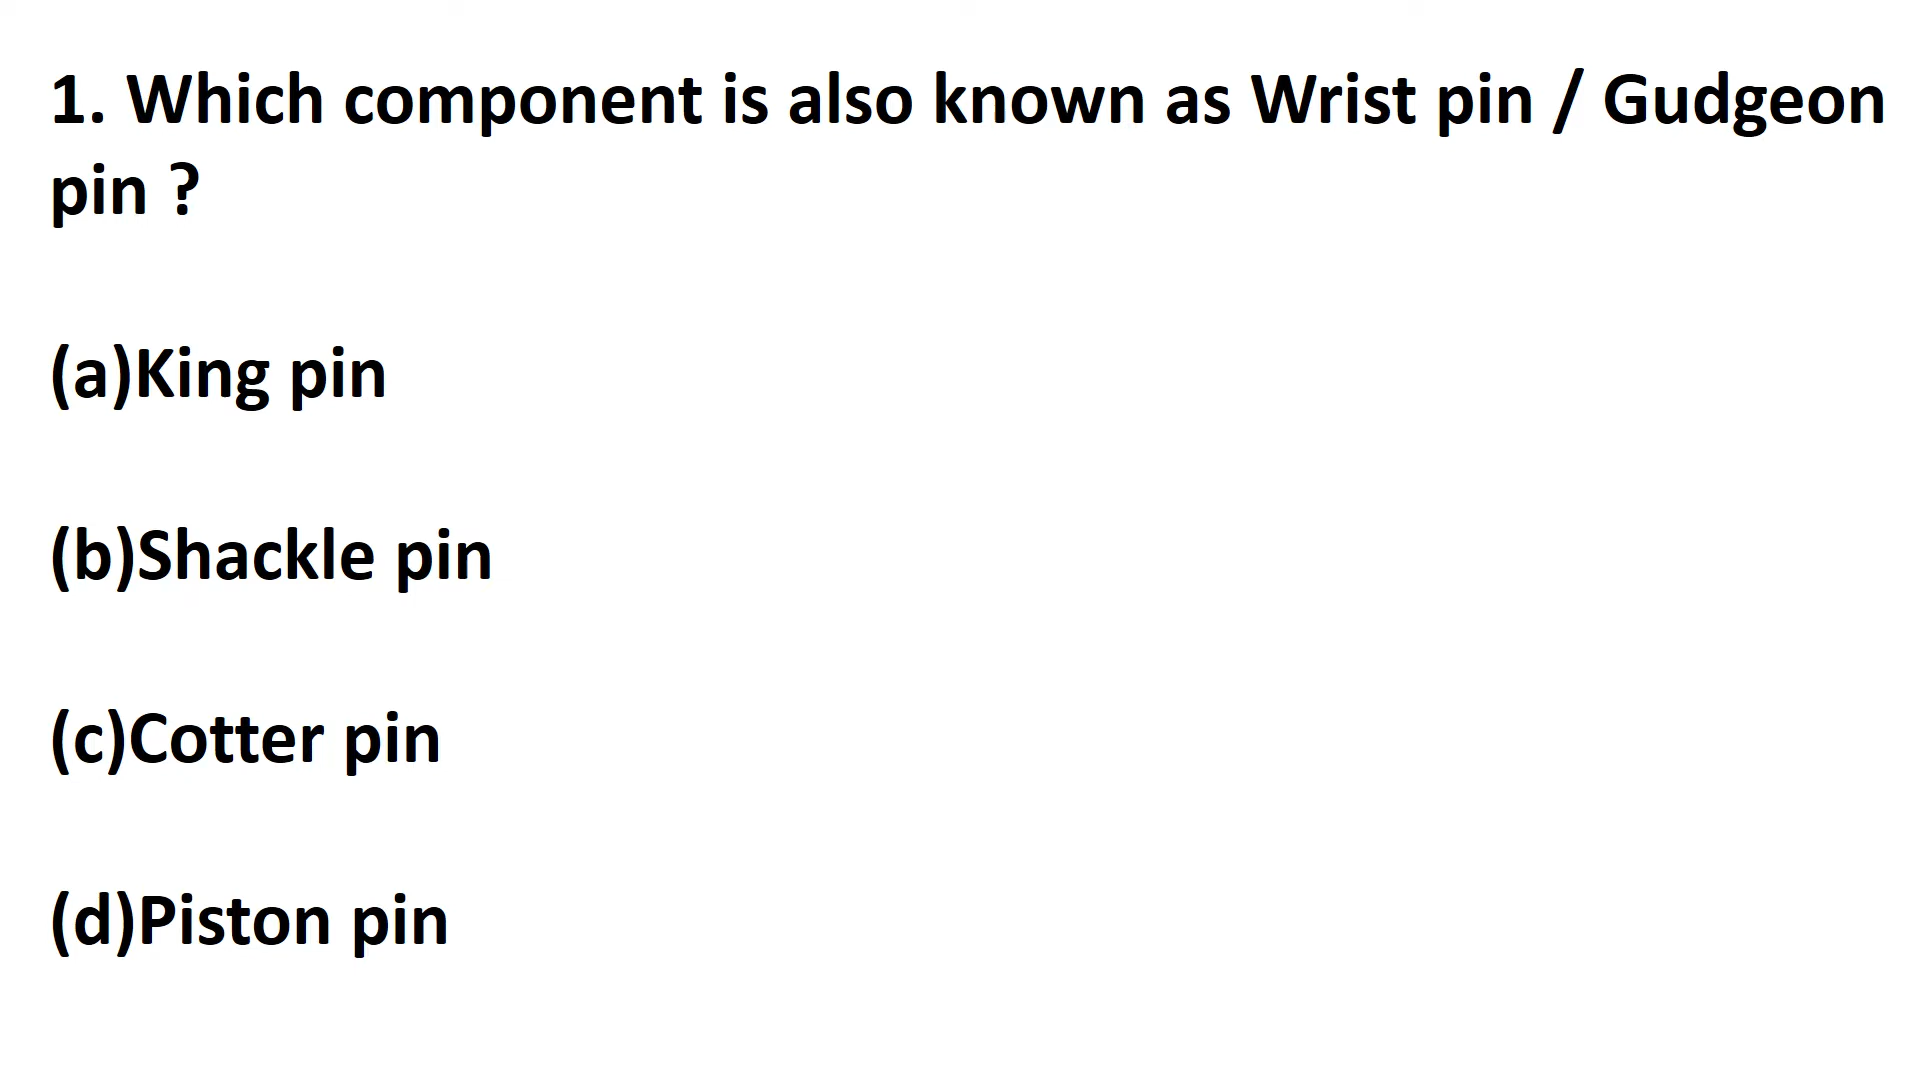 1. Which component is also known as Wrist pin / Gudgeon
pin ?
(a)King pin
(b)Shackle pin
(c)Cotter pin
(d)Piston pin